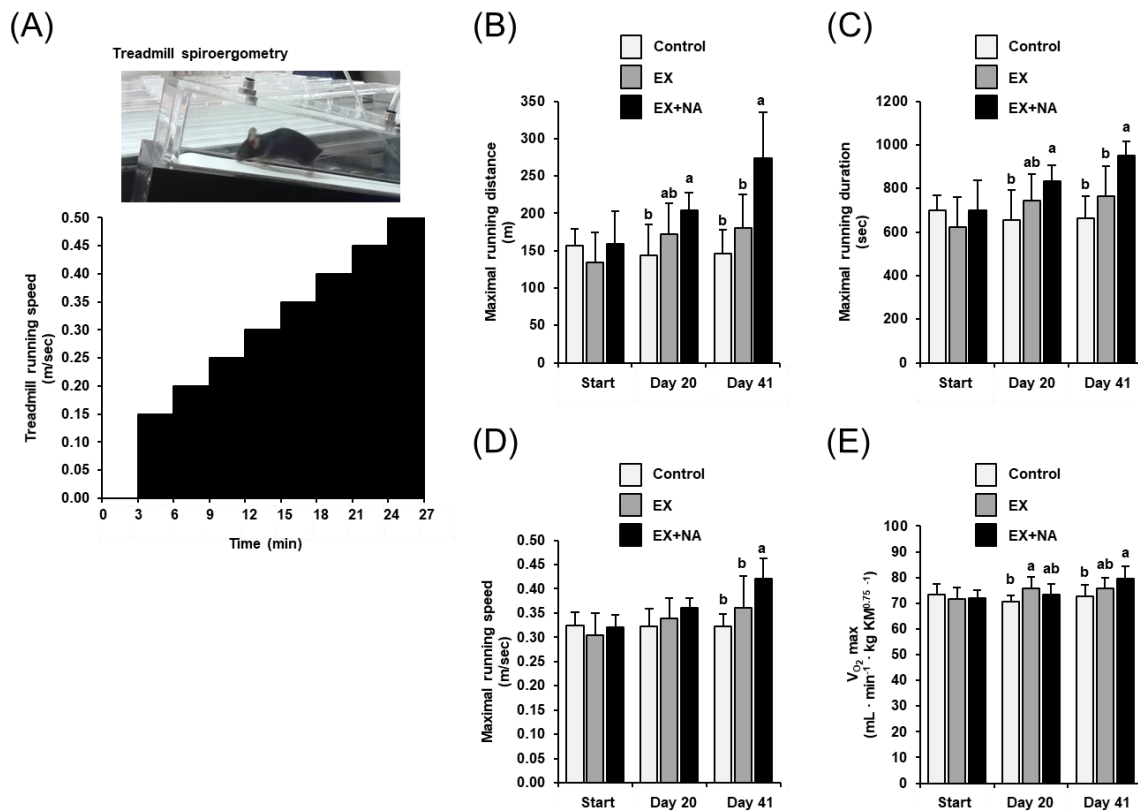 (A)
Treadmill spiroergometry
Treadmill running speed
(m/sec)
0.50
0.45
0.40
0.35
0.30
0.25
0.20
0.15
0.10
0.05
0.00
0 3 6 9 12 15 18 21 24 27
Time (min)
(B)
Control
EX
EX+NA
Maximal running distance
(m)
350
300
250
200
150
100
50
0
b ab a
b b a
Start Day 20 Day 41
(C)
Control
EX
EX+NA
Maximal running duration
(sec)
1200
1000
800
600
400
200
0
b ab a
b b a
Start Day 20 Day 41
(D)
Control
EX
EX+NA
Maximal running speed
(m/sec)
0.50
0.45
0.40
0.35
0.30
0.25
0.20
0.15
0.10
0.05
0.00
b b a
Start Day 20 Day 41
(E)
Control
EX
EX+NA
VO2 max
(mL · min-1 · kg KM0.75 -1)
100
90
80
70
60
50
40
30
20
10
0
b a ab
b ab a
Start Day 20 Day 41